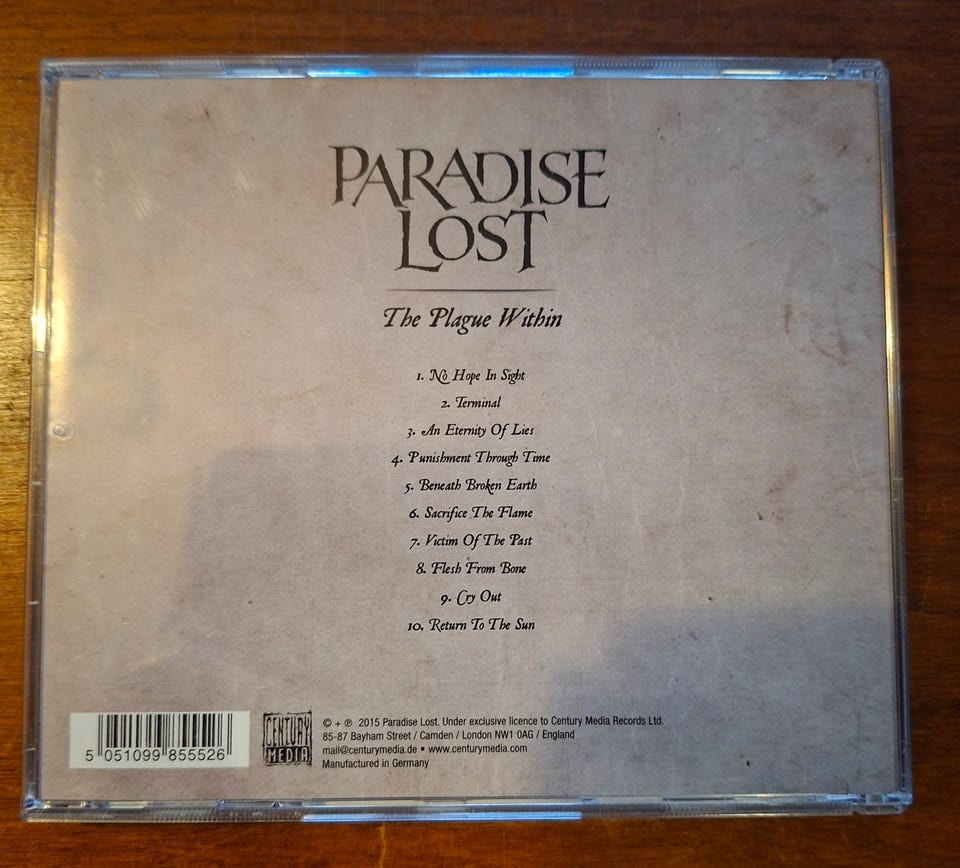 PARADISE
LOST
The Plague Within
1. No Hope In Sight
2. Terminal
3. An Eternity Of Lies
4. Punishment Through Time
5. Beneath Broken Earth
6. Sacrifice The Flame
7. Victim Of The Past
8. Flesh From Bone
9. Cry Out
10. Return To The Sun
5 051099 855526
CENTURY
MEDIA
© + ℗ 2015 Paradise Lost. Under exclusive licence to Century Media Records Ltd.
85-87 Bayham Street / Camden / London NW1 0AG / England
mail@centurymedia.de • www.centurymedia.com
Manufactured in Germany